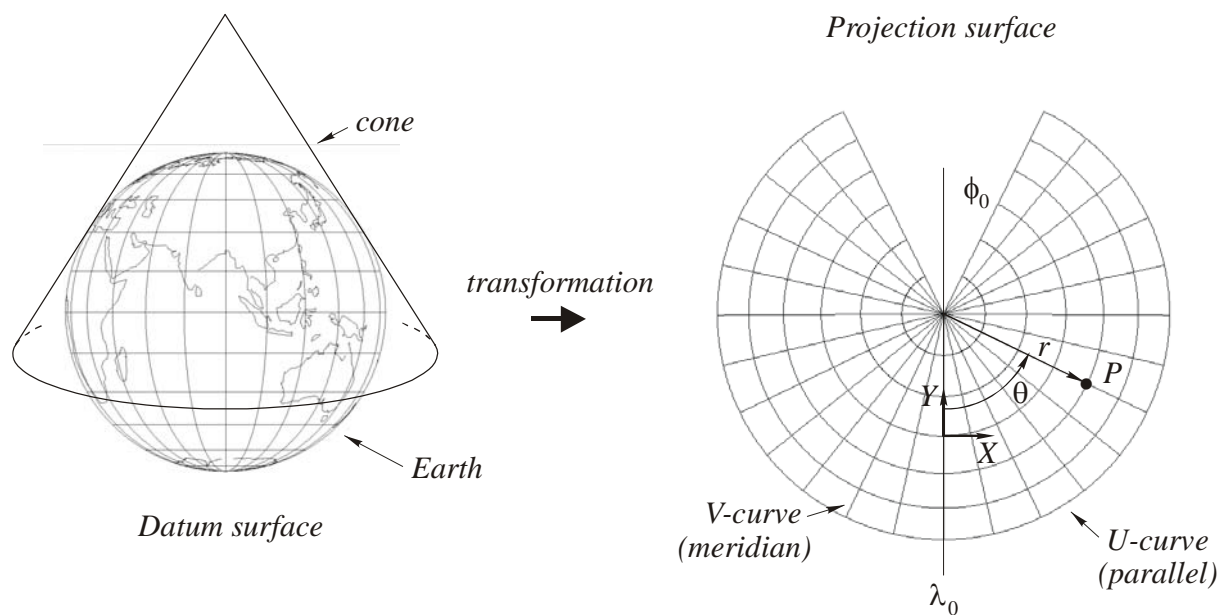 Projection surface
cone
ϕ₀
transformation
r
P
θ
Y
X
Earth
V-curve
(meridian)
Datum surface
U-curve
(parallel)
λ₀